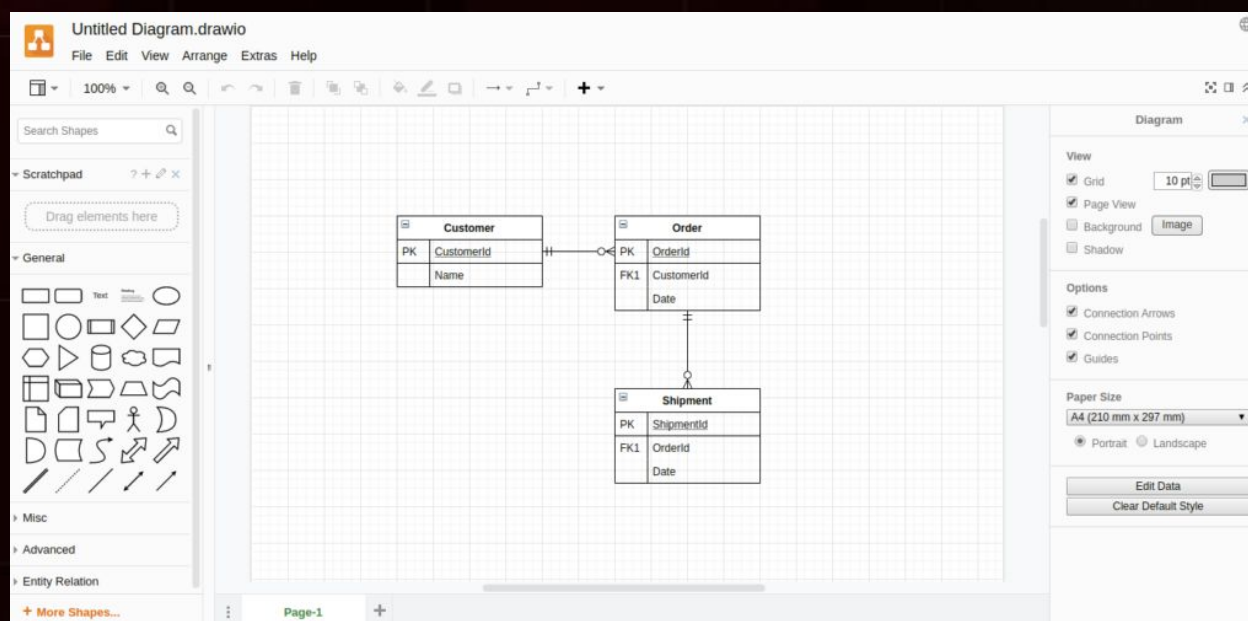 Untitled Diagram.drawio
File Edit View Arrange Extras Help
100%
Search Shapes
Scratchpad
?
Drag elements here
General
Text
Heading
Misc
Advanced
Entity Relation
+ More Shapes...
Customer
PK CustomerId
Name
Order
PK OrderId
FK1 CustomerId
Date
Shipment
PK ShipmentId
FK1 OrderId
Date
Page-1
Diagram
View
Grid 10 pt
Page View
Background Image
Shadow
Options
Connection Arrows
Connection Points
Guides
Paper Size
A4 (210 mm x 297 mm)
Portrait Landscape
Edit Data
Clear Default Style